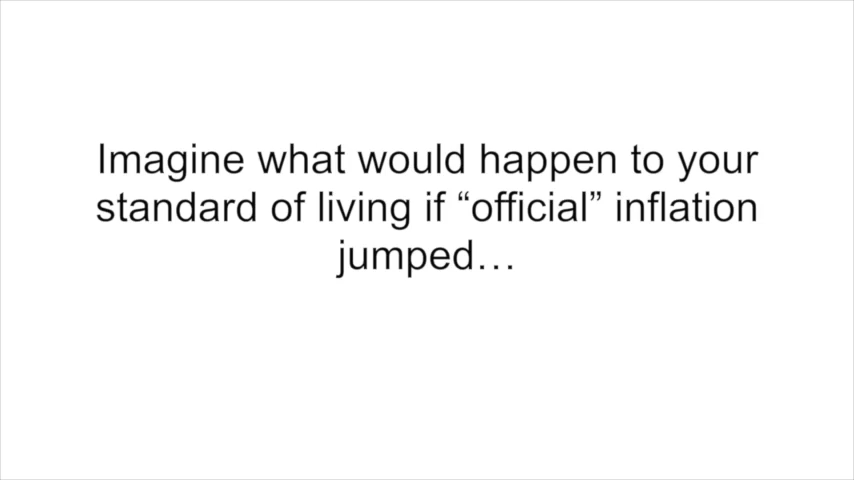 Imagine what would happen to your
standard of living if “official” inflation
jumped…